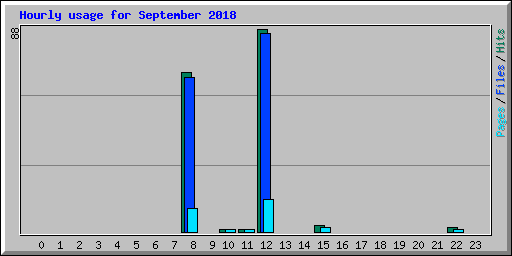 Hourly usage for September 2018
88
Pages/Files/Hits
0 1 2 3 4 5 6 7 8 9 10 11 12 13 14 15 16 17 18 19 20 21 22 23